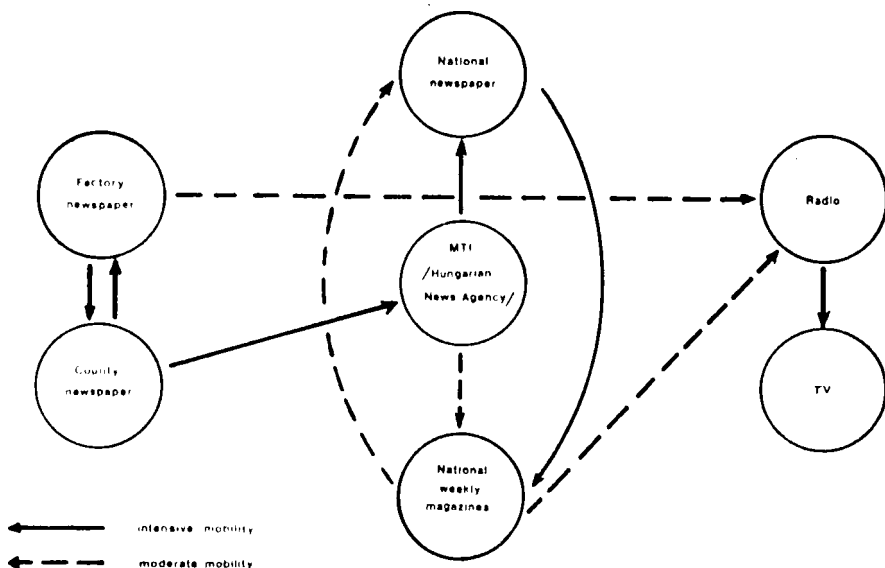 National
newspaper
Factory
newspaper
Radio
MTI
/Hungarian
News Agency/
County
newspaper
TV
National
weekly
magazines
intensive mobility
moderate mobility